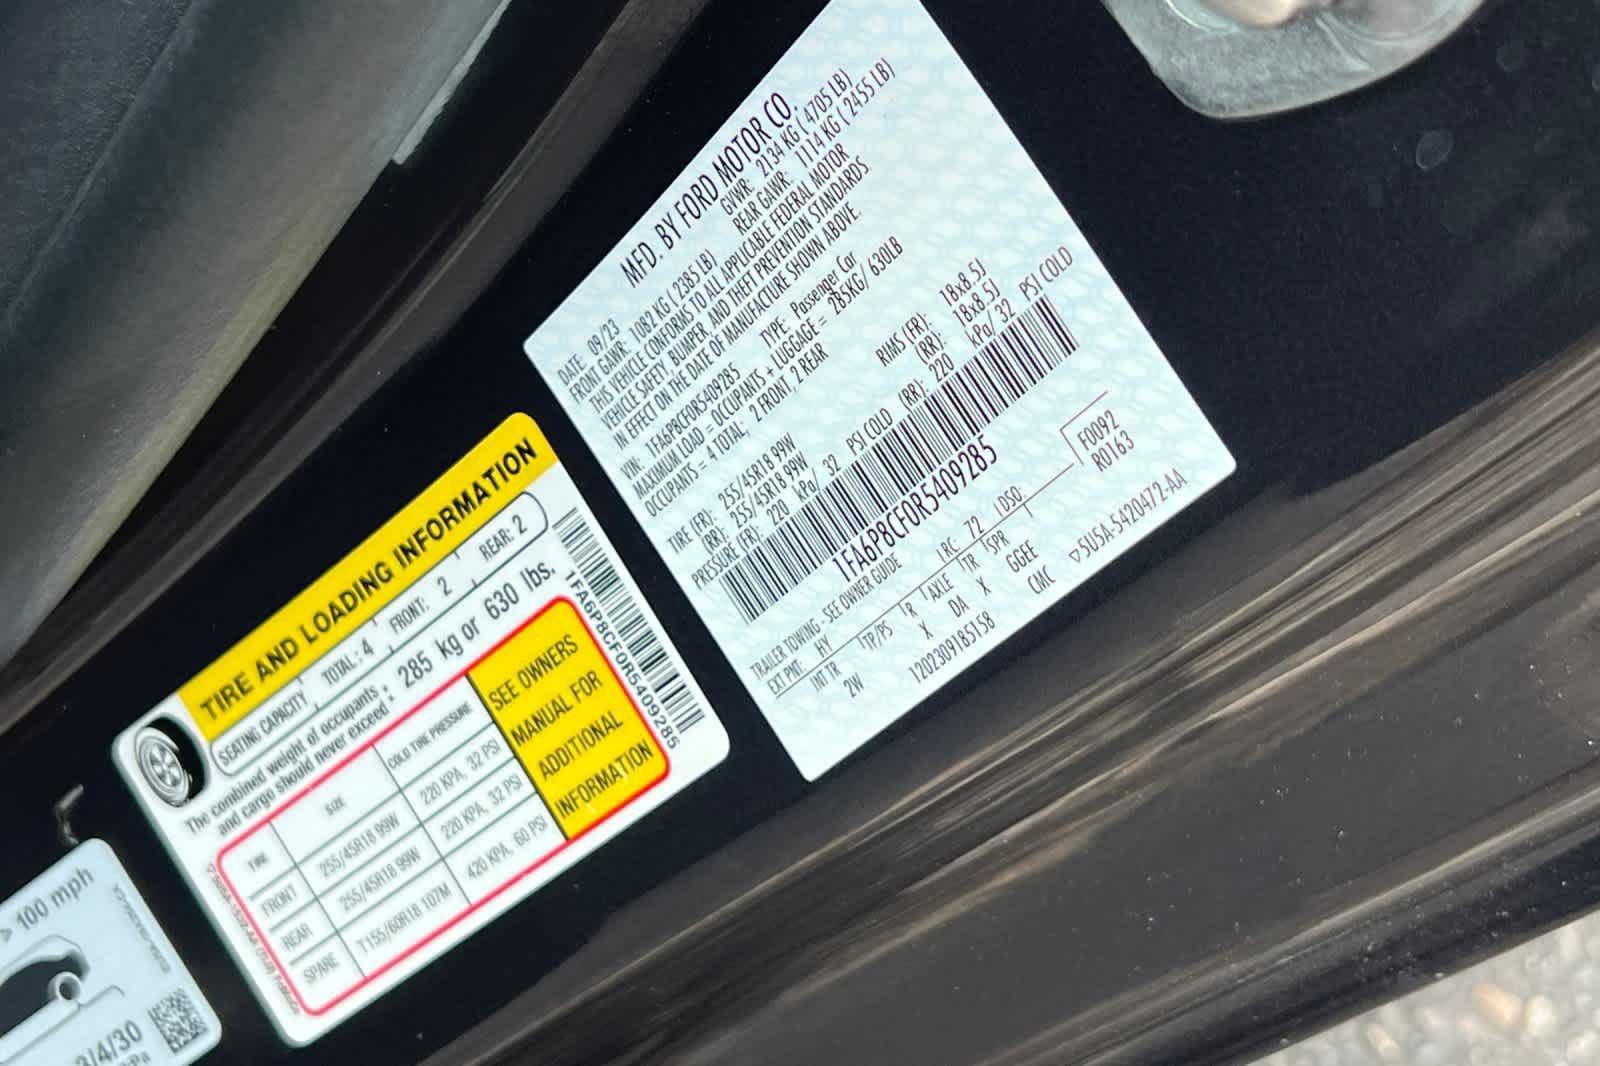 MFD. BY FORD MOTOR CO.
DATE: 09/23 GVWR: 2134 KG ( 4705 LB)
FRONT GAWR: 1082 KG ( 2385 LB) REAR GAWR: 1114 KG ( 2455 LB)
THIS VEHICLE CONFORMS TO ALL APPLICABLE FEDERAL MOTOR
VEHICLE SAFETY, BUMPER, AND THEFT PREVENTION STANDARDS
IN EFFECT ON THE DATE OF MANUFACTURE SHOWN ABOVE.
VIN: 1FA6P8CF0R5409285 TYPE: Passenger Car
MAXIMUM LOAD = OCCUPANTS + LUGGAGE = 285KG/ 630LB
OCCUPANTS = 4 TOTAL; 2 FRONT, 2 REAR
TIRE (FR): 255/45R18 99W RIMS (FR): 18x8.5J
(RR): 255/45R18 99W (RR): 18x8.5J
PRESSURE (FR): 220 kPa/ 32 PSI COLD (RR): 220 kPa/ 32 PSI COLD
1FA6P8CF0R5409285
TRAILER TOWING - SEE OWNER GUIDE LRC: 72 IDSO: F0092
EXT PNT: HY R0163
INT TR TP/PS R AXLE TR SPR
2W X DA X GGEE
1202309185158 CMC 5U5A-5420472-AA
TIRE AND LOADING INFORMATION
SEATING CAPACITY TOTAL: 4 FRONT: 2 REAR: 2
The combined weight of occupants
and cargo should never exceed : 285 kg or 630 lbs.
TIRE SIZE COLD TIRE PRESSURE
FRONT 255/45R18 99W 220 KPA, 32 PSI
REAR 255/45R18 99W 220 KPA, 32 PSI
SPARE T155/60R18 107M 420 KPA, 60 PSI
SEE OWNERS
MANUAL FOR
ADDITIONAL
INFORMATION
1FA6P8CF0R5409285
> 100 mph
3/4/30